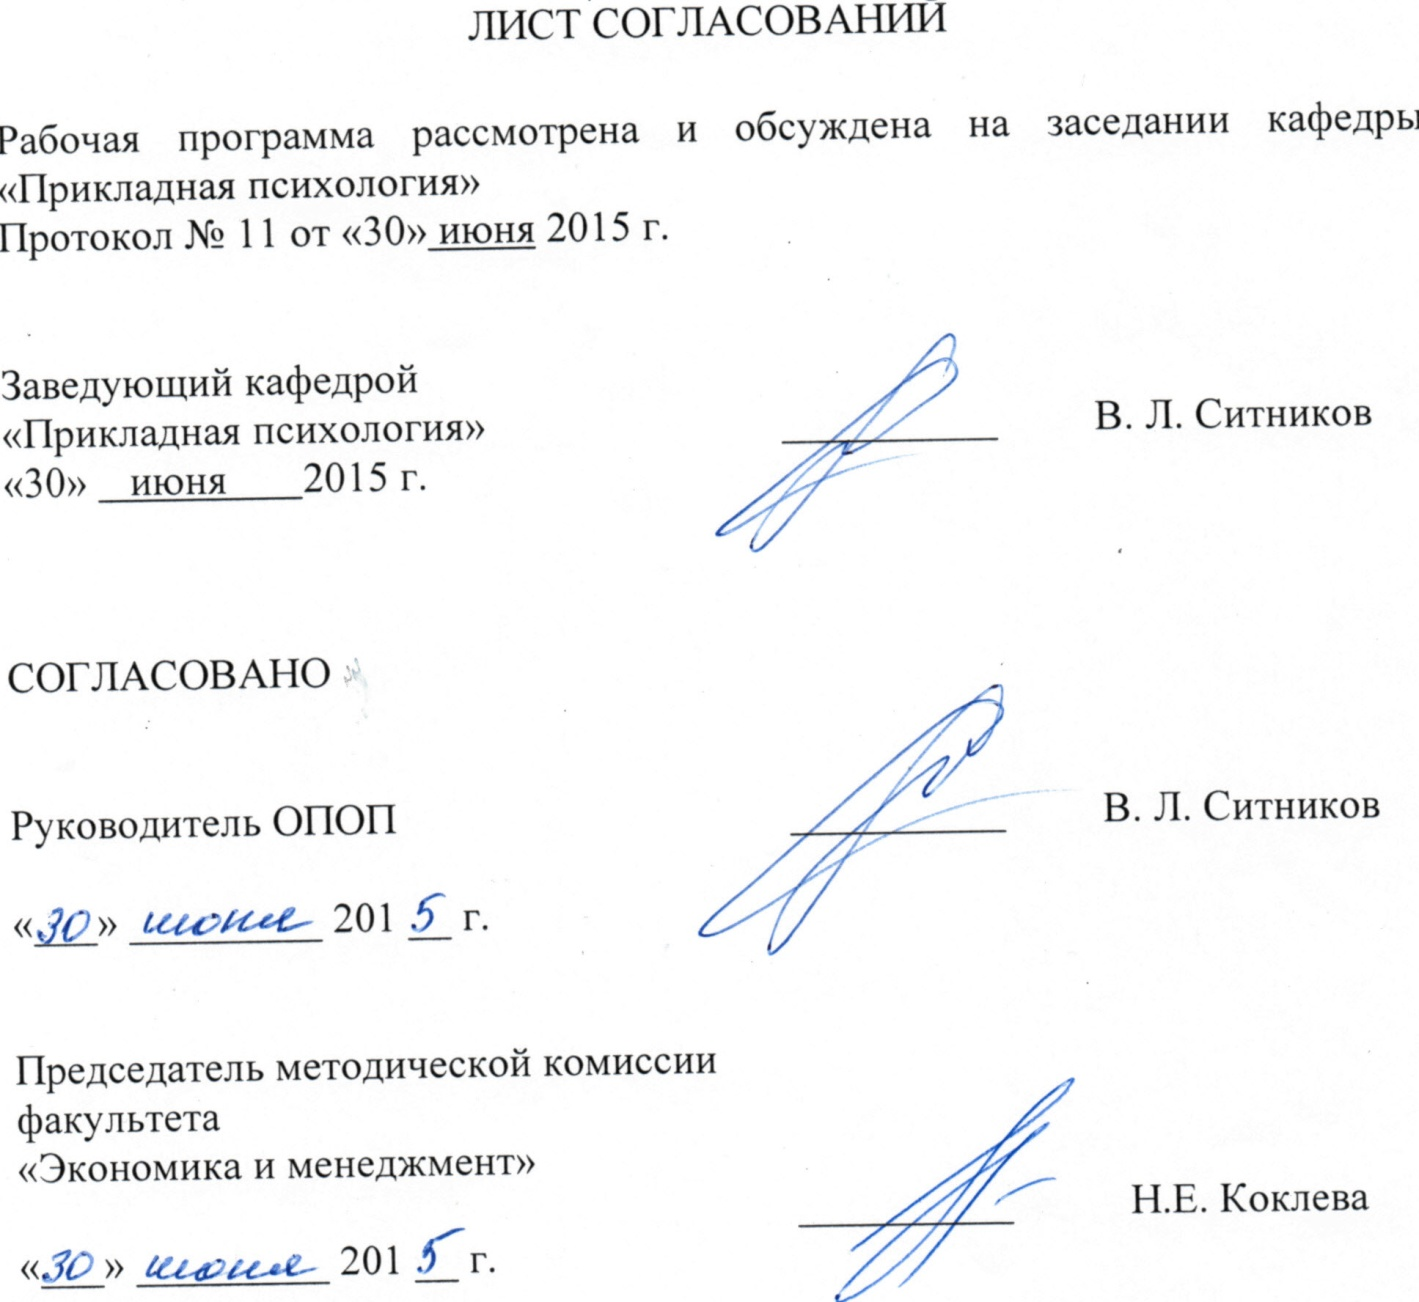 ЛИСТ СОГЛАСОВАНИЙ
Рабочая программа рассмотрена и обсуждена на заседании кафедры
«Прикладная психология»
Протокол № 11 от «30» июня 2015 г.
Заведующий кафедрой
«Прикладная психология»
«30» июня 2015 г.
В. Л. Ситников
СОГЛАСОВАНО
Руководитель ОПОП
В. Л. Ситников
«30» июня 2015 г.
Председатель методической комиссии
факультета
«Экономика и менеджмент»
Н.Е. Коклева
«30» июня 2015 г.